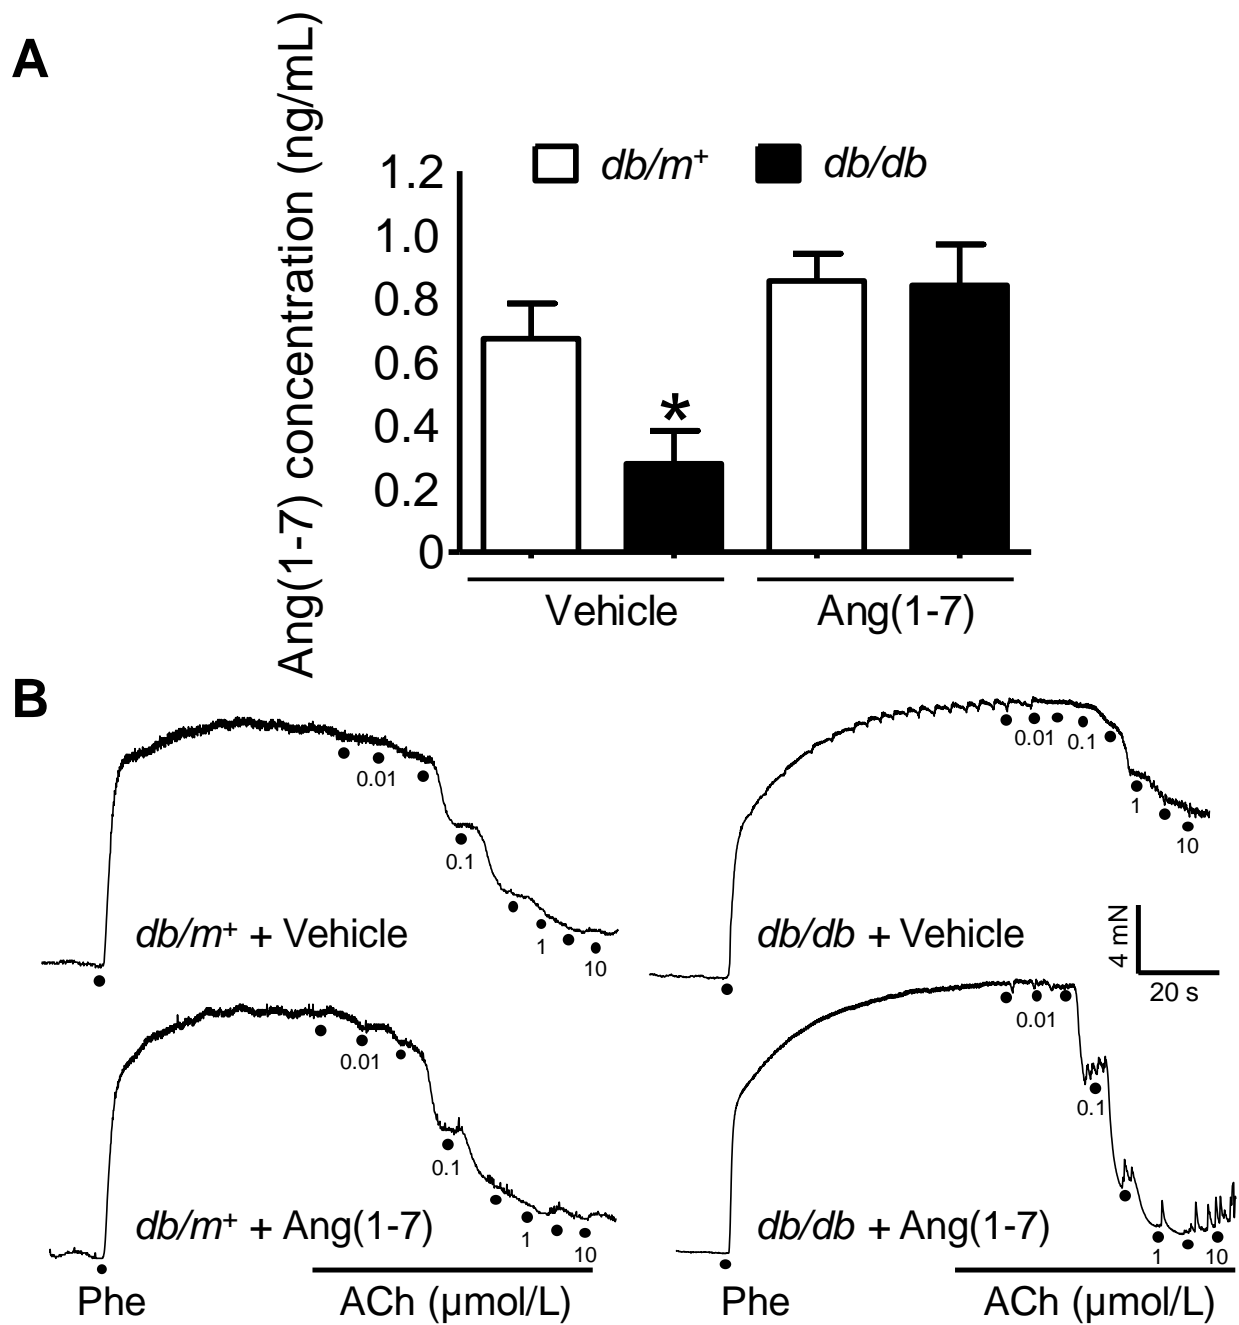 A
Ang(1-7) concentration (ng/mL)
db/m⁺ db/db
1.2
1.0
0.8
0.6
*
0.4
0.2
0
Vehicle Ang(1-7)
B
0.01
0.1
1
10
db/m⁺ + Vehicle
0.01 0.1
1
10
db/db + Vehicle
4 mN
20 s
0.01
0.1
1
10
db/m⁺ + Ang(1-7)
0.01
0.1
1 10
db/db + Ang(1-7)
Phe ACh (μmol/L) Phe ACh (μmol/L)